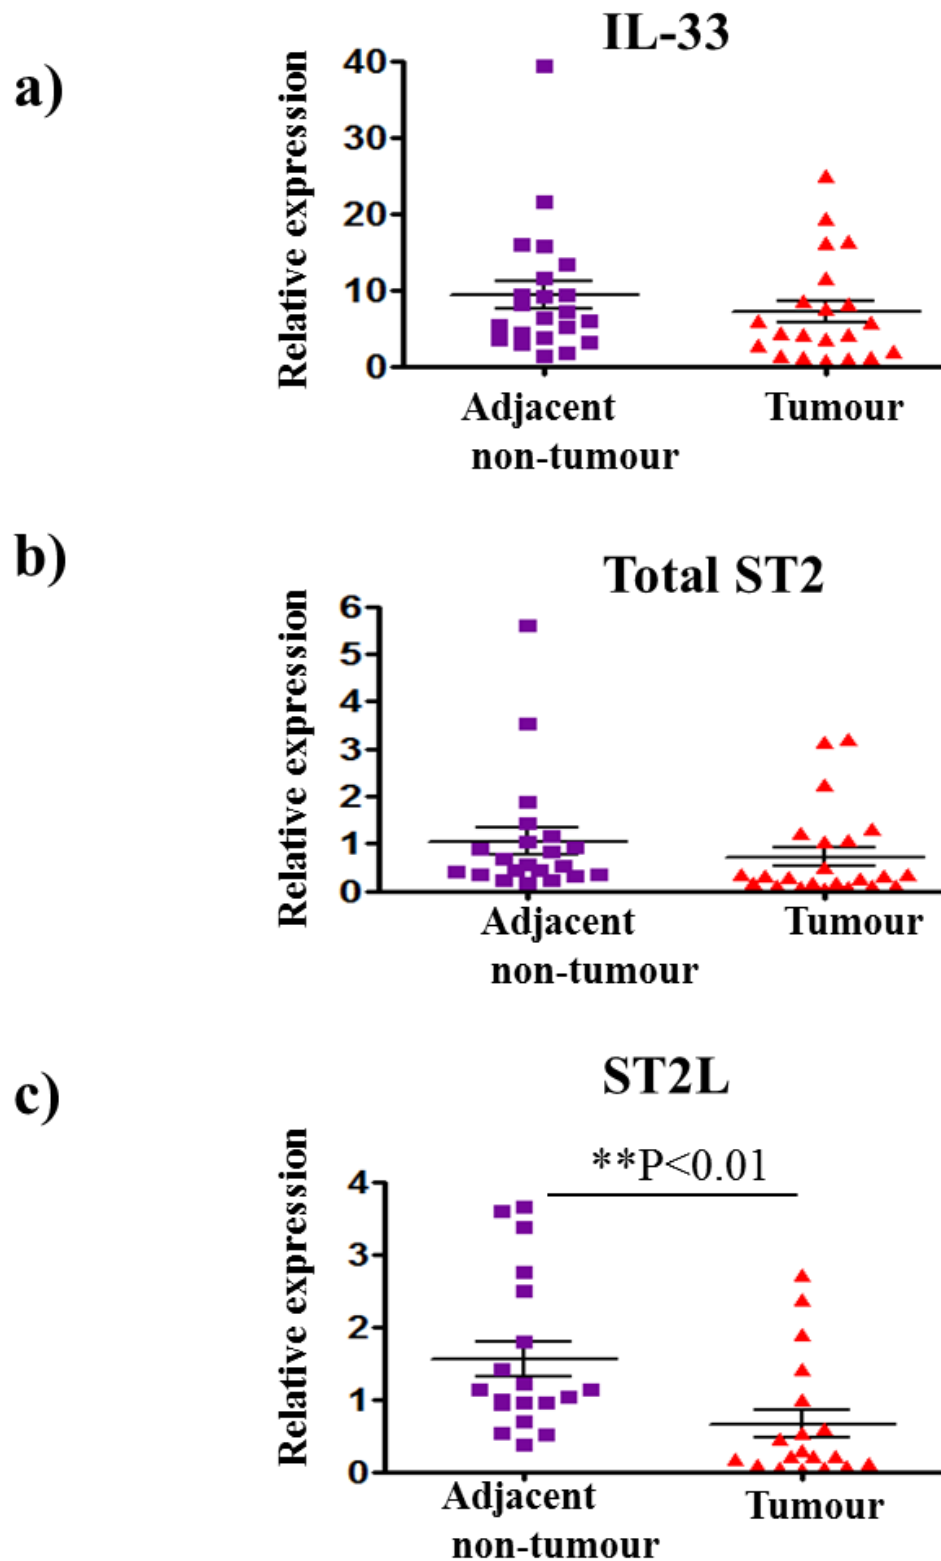 a)
IL-33
Relative expression
40
30
20
10
0
Adjacent
non-tumour
Tumour
b)
Total ST2
Relative expression
6
5
4
3
2
1
0
Adjacent
non-tumour
Tumour
c)
ST2L
**P<0.01
Relative expression
4
3
2
1
0
Adjacent
non-tumour
Tumour